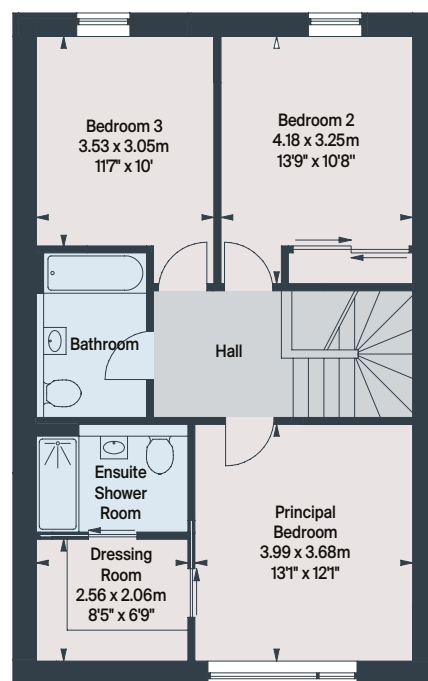 Bedroom 3
3.53 x 3.05m
11'7" x 10'
Bedroom 2
4.18 x 3.25m
13'9" x 10'8"
Bathroom
Hall
Ensuite
Shower
Room
Dressing
Room
2.56 x 2.06m
8'5" x 6'9"
Principal
Bedroom
3.99 x 3.68m
13'1" x 12'1"